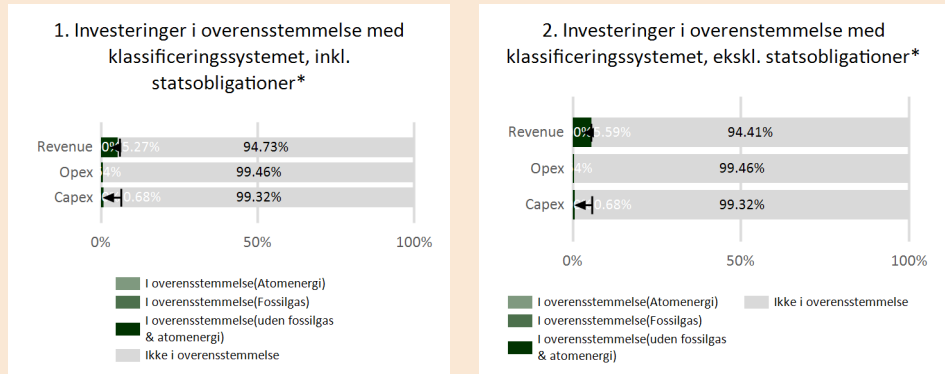 1. Investeringer i overensstemmelse med
klassificeringssystemet, inkl.
statsobligationer*
Revenue 0% 5.27% 94.73%
Opex 4% 99.46%
Capex 0.68% 99.32%
0% 50% 100%
I overensstemmelse(Atomenergi)
I overensstemmelse(Fossilgas)
I overensstemmelse(uden fossilgas
& atomenergi)
Ikke i overensstemmelse
2. Investeringer i overenstemmelse med
klassificeringssystemet, ekskl. statsobligationer*
Revenue 0% 5.59% 94.41%
Opex 4% 99.46%
Capex 0.68% 99.32%
0% 50% 100%
I overensstemmelse(Atomenergi) Ikke i overensstemmelse
I overensstemmelse(Fossilgas)
I overensstemmelse(uden fossilgas
& atomenergi)